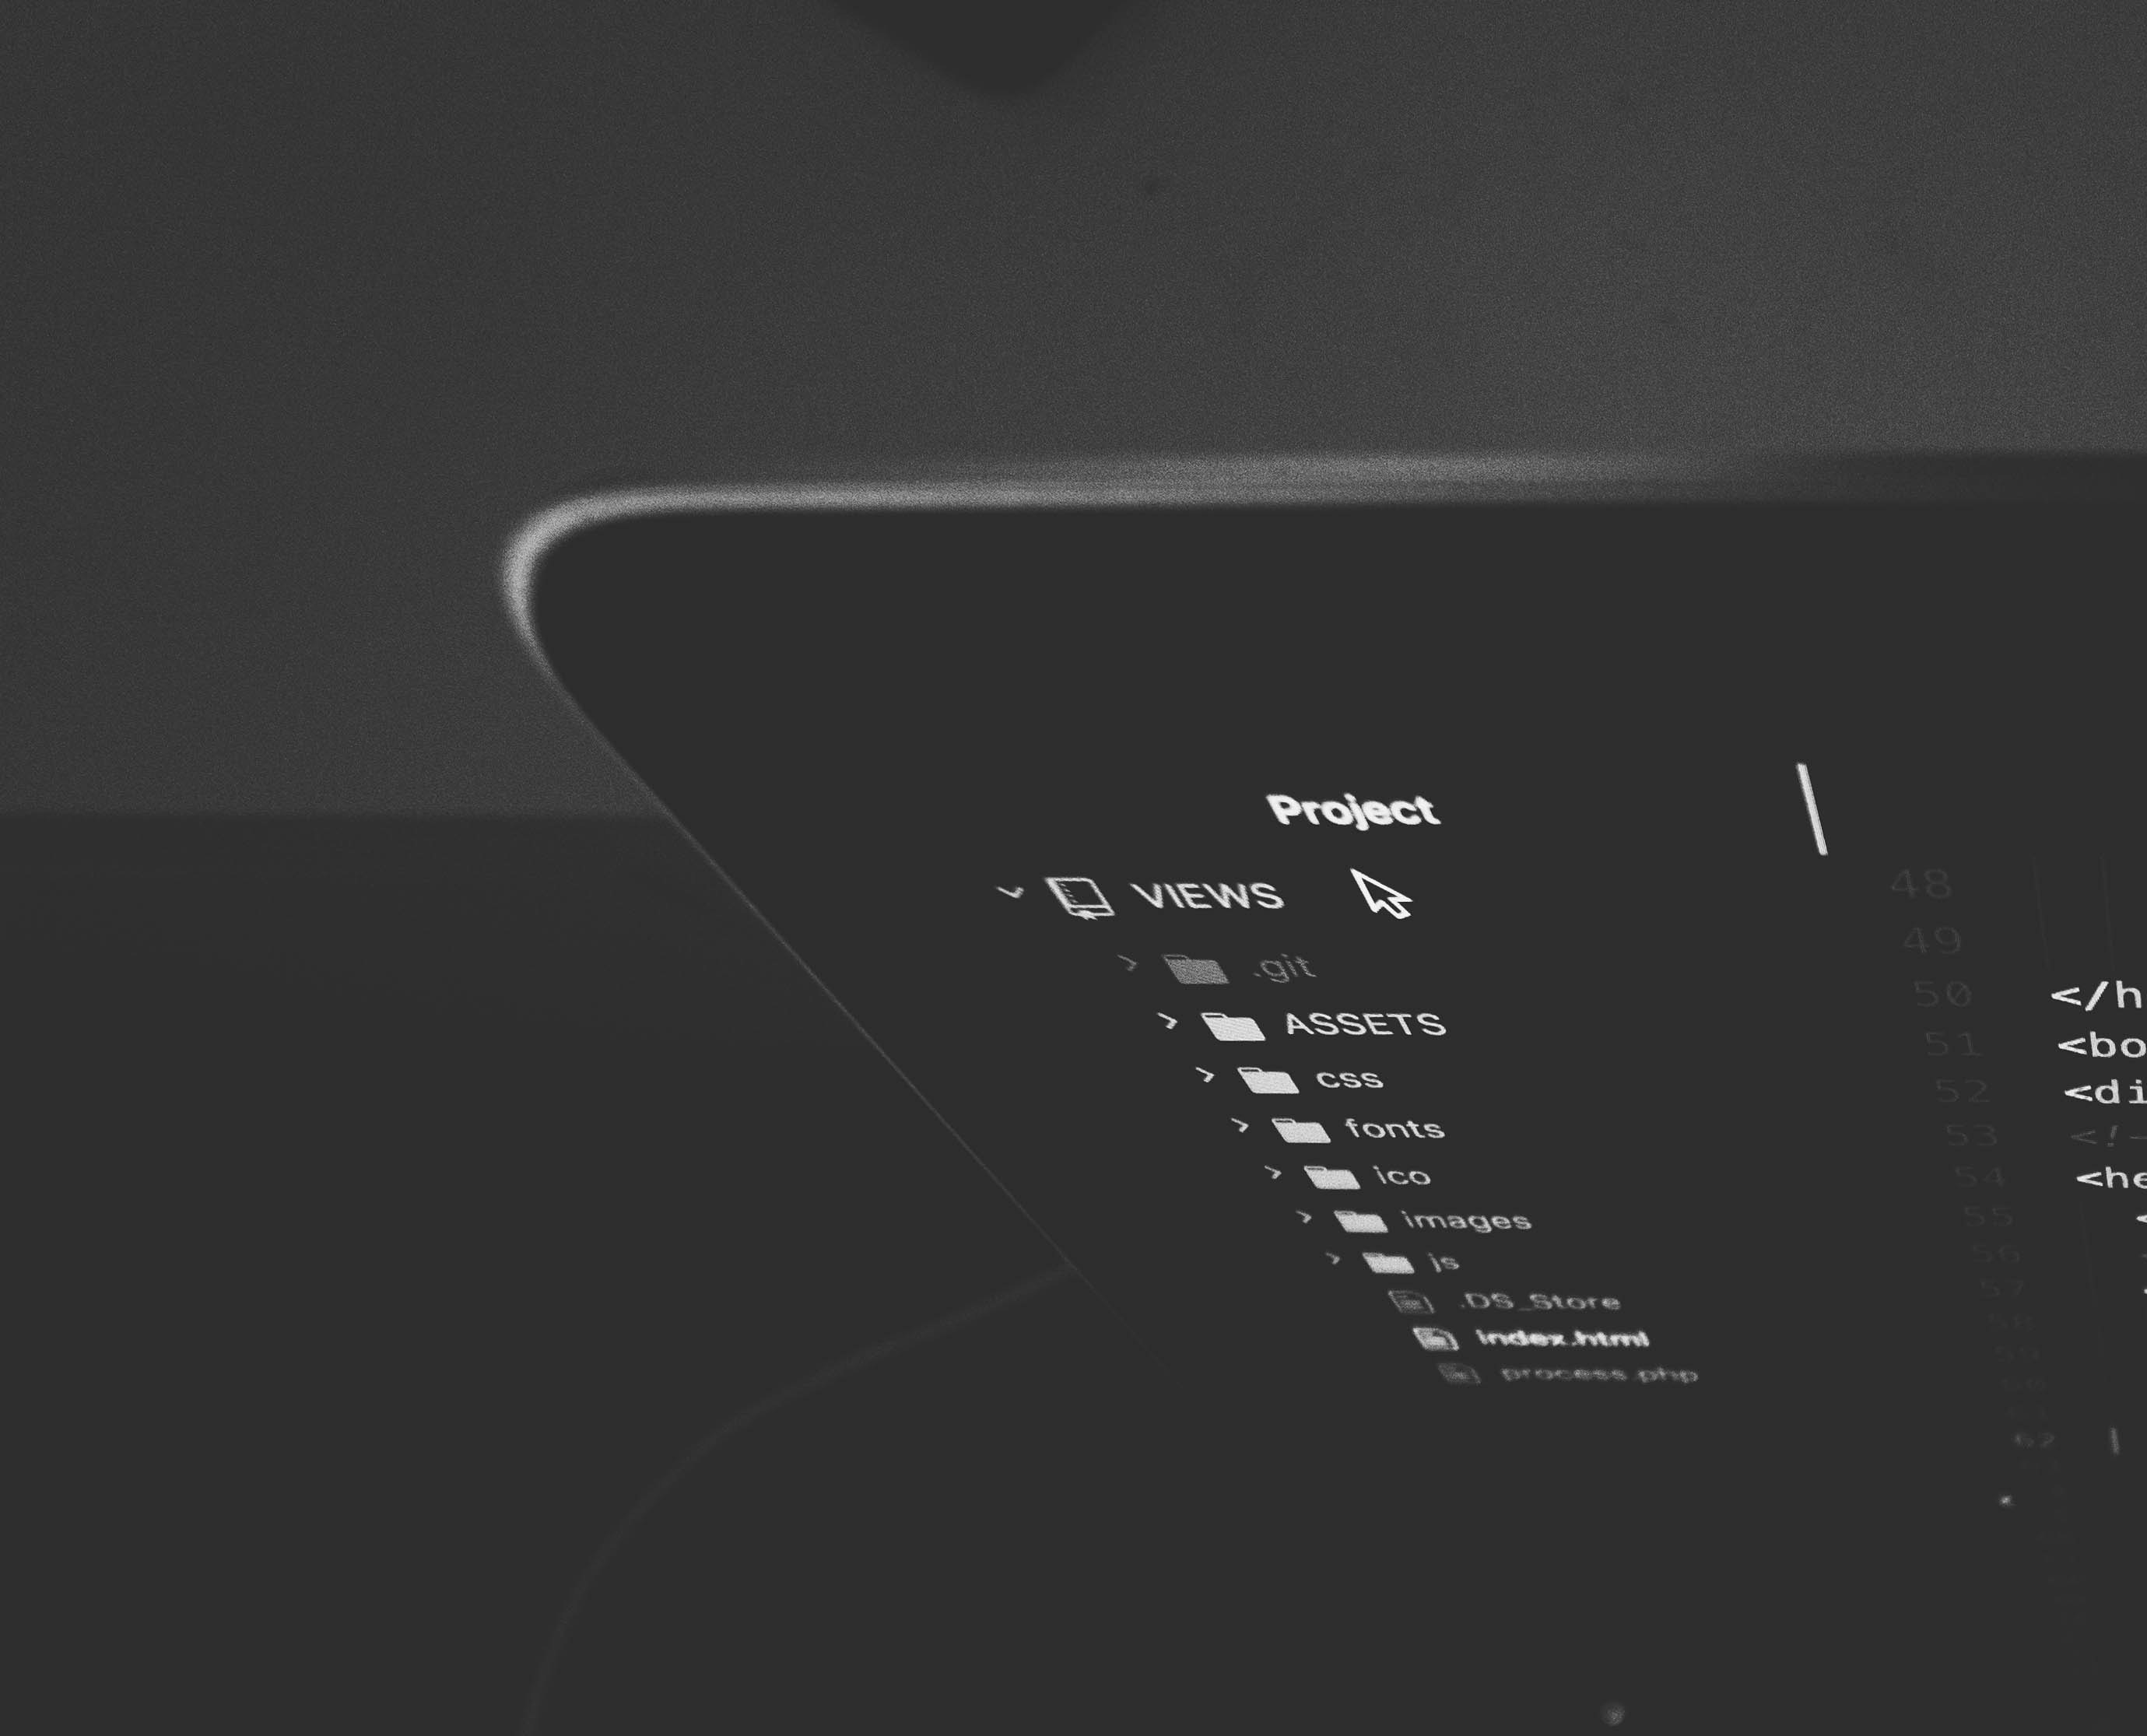 Project
VIEWS
.git
ASSETS
css
fonts
ico
images
js
.DS_Store
index.html
process.php
48
49
50 </h
51 <bo
52 <di
53 <!-
54 <he
55 <
56
57
62